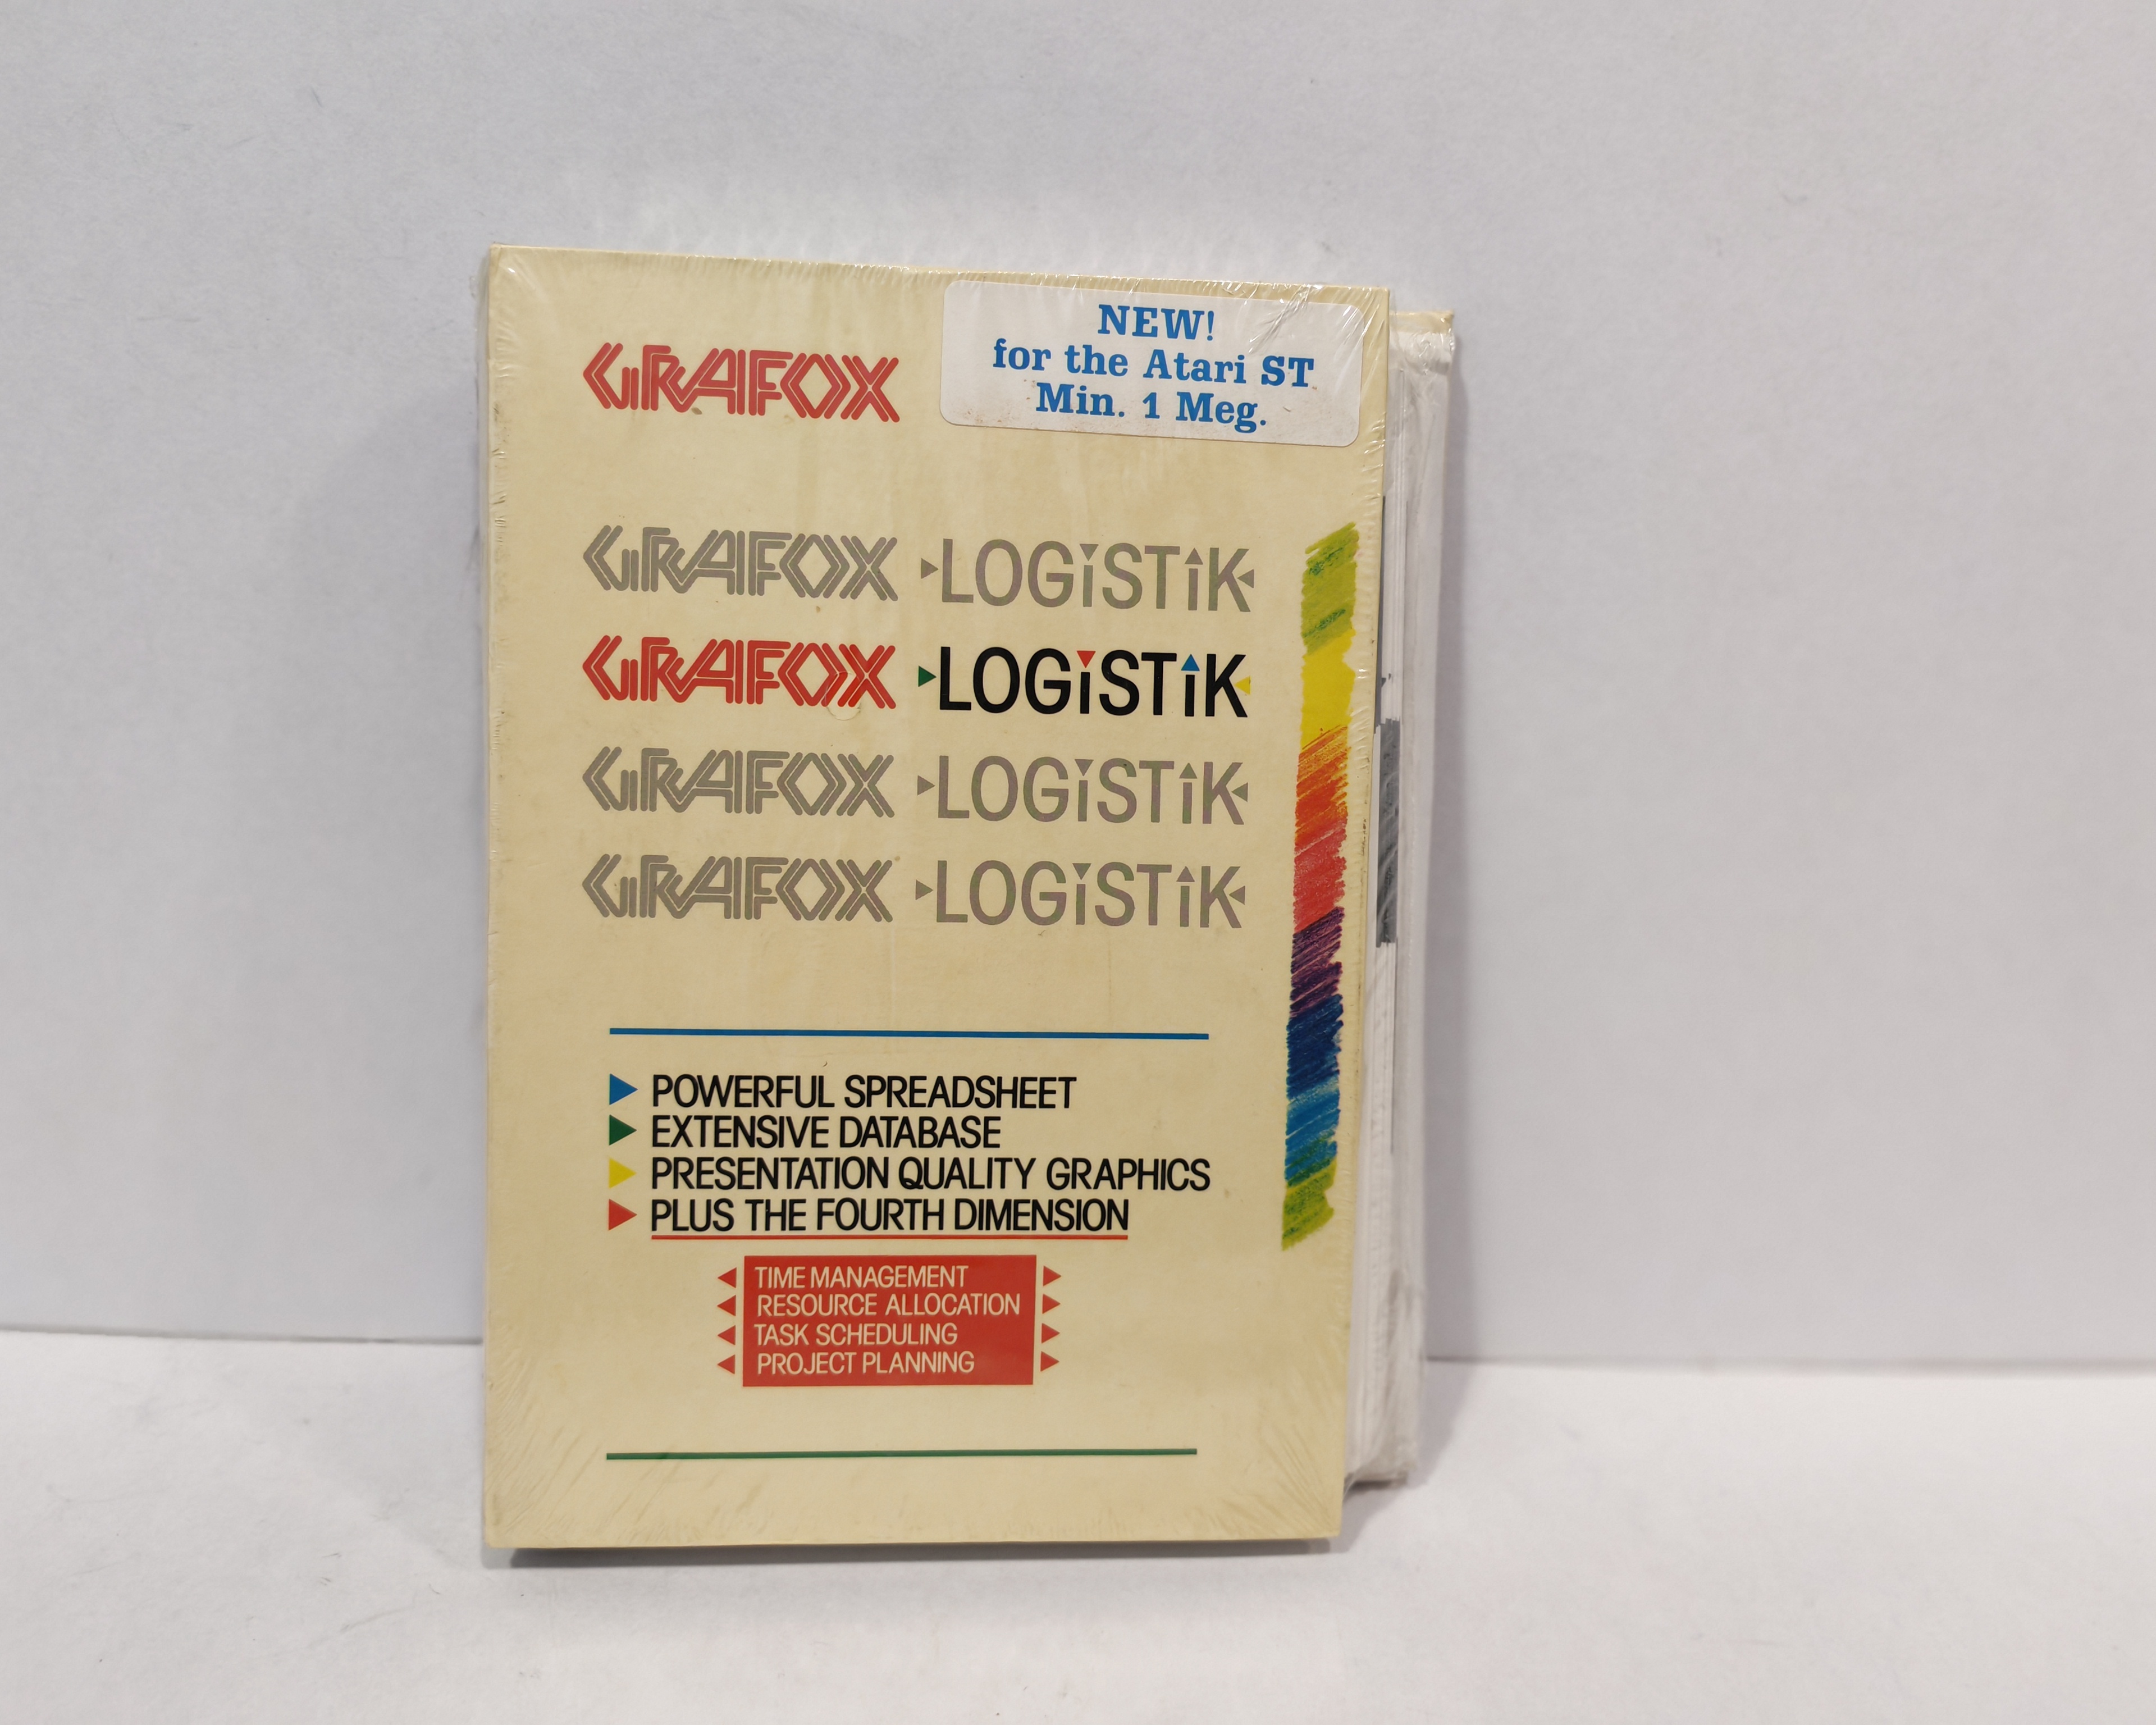 GRAFOX
NEW!
for the Atari ST
Min. 1 Meg.
GRAFOX LOGiSTiK
GRAFOX LOGiSTiK
GRAFOX LOGiSTiK
GRAFOX LOGiSTiK
POWERFUL SPREADSHEET
EXTENSIVE DATABASE
PRESENTATION QUALITY GRAPHICS
PLUS THE FOURTH DIMENSION
TIME MANAGEMENT
RESOURCE ALLOCATION
TASK SCHEDULING
PROJECT PLANNING